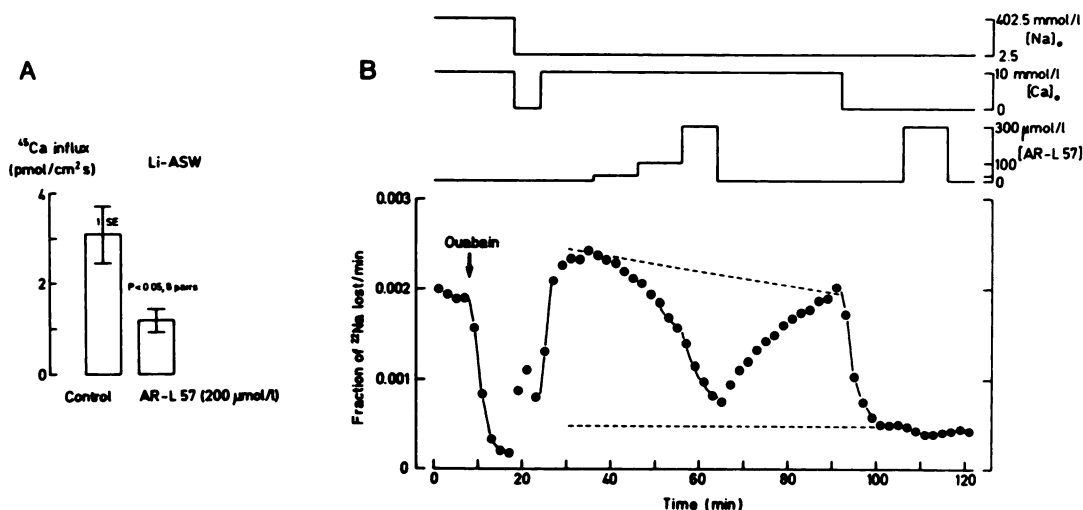 A
⁴⁵Ca influx
(pmol/cm² s)
Li-ASW
4
2
0
1 SE
P < 0.05, 8 pairs
Control
AR-L 57 (200 µmol/l)
B
402.5 mmol/l
[Na]ₒ
2.5
10 mmol/l
[Ca]ₒ
0
300 µmol/l
100 [AR-L 57]
0
Fraction of ²²Na lost/min
0.003
0.002
0.001
0
Ouabain
0 20 40 60 80 100 120
Time (min)